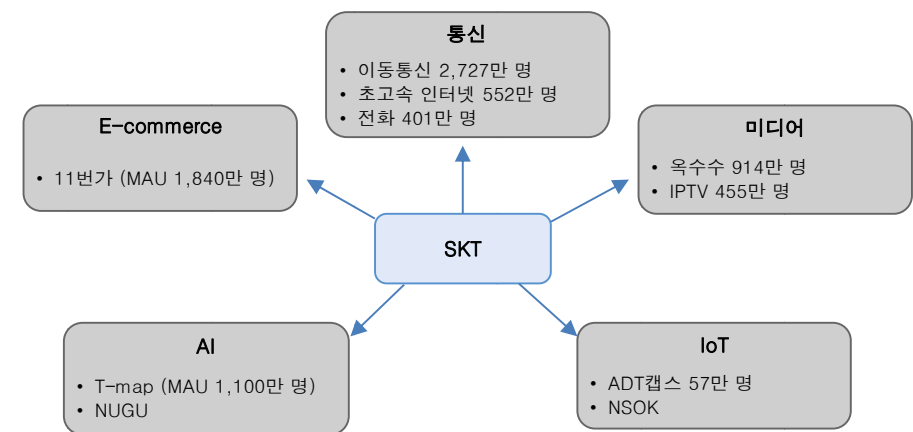 통신
• 이동통신 2,727만 명
• 초고속 인터넷 552만 명
• 전화 401만 명
E-commerce
• 11번가 (MAU 1,840만 명)
미디어
• 옥수수 914만 명
• IPTV 455만 명
SKT
AI
• T-map (MAU 1,100만 명)
• NUGU
IoT
• ADT캡스 57만 명
• NSOK